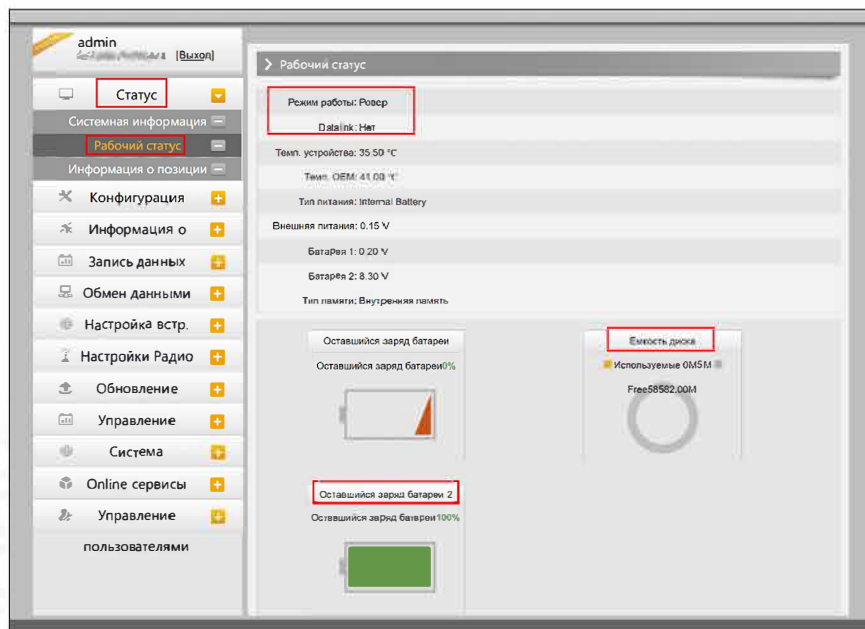 admin
[Выход]
Статус
Системная информация
Рабочий статус
Информация о позиции
Конфигурация
Информация о
Запись данных
Обмен данными
Настройка встр.
Настройки Радио
Обновление
Управление
Система
Online сервисы
Управление
пользователями
Рабочий статус
Режим работы: Ровер
Datalink: Нет
Темп. устройства: 35.50 °C
Темп. OEM: 41.00 °C
Тип питания: Internal Battery
Внешняя питания: 0.15 V
Батарея 1: 0.20 V
Батарея 2: 8.30 V
Тип памяти: Внутренняя память
Оставшийся заряд батареи
Оставшийся заряд батареи0%
Емкость диска
Используемые 0M5M
Free58582.00M
Оставшийся заряд батареи 2
Оставшийся заряд батареи100%